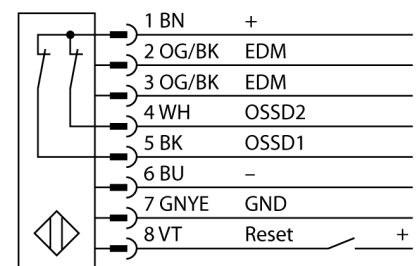 1 BN +
2 OG/BK EDM
3 OG/BK EDM
4 WH OSSD2
5 BK OSSD1
6 BU –
7 GNYE GND
8 VT Reset +